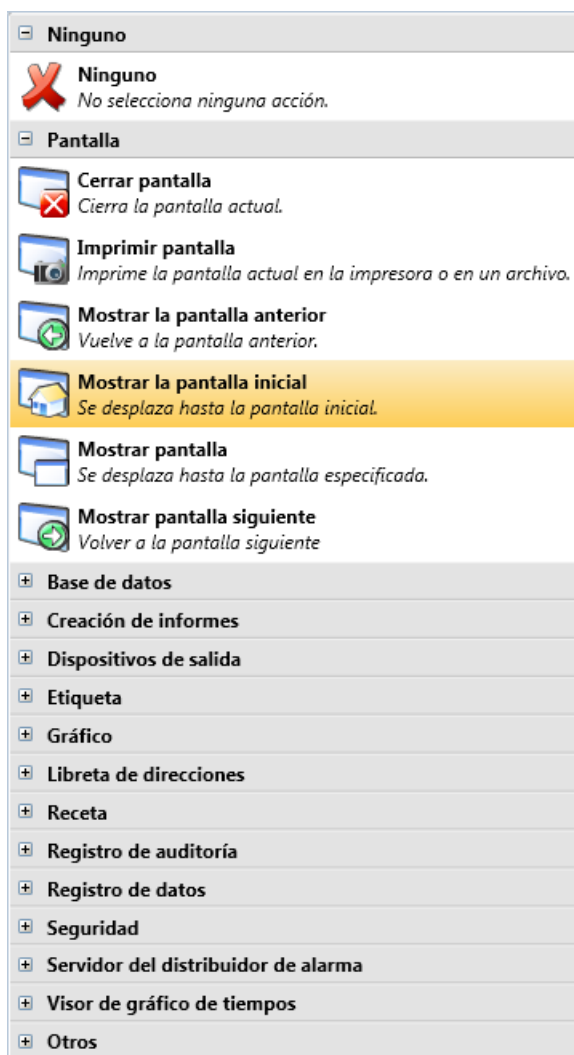 Ninguno
Ninguno
No selecciona ninguna acción.
Pantalla
Cerrar pantalla
Cierra la pantalla actual.
Imprimir pantalla
Imprime la pantalla actual en la impresora o en un archivo.
Mostrar la pantalla anterior
Vuelve a la pantalla anterior.
Mostrar la pantalla inicial
Se desplaza hasta la pantalla inicial.
Mostrar pantalla
Se desplaza hasta la pantalla especificada.
Mostrar pantalla siguiente
Volver a la pantalla siguiente
Base de datos
Creación de informes
Dispositivos de salida
Etiqueta
Gráfico
Libreta de direcciones
Receta
Registro de auditoría
Registro de datos
Seguridad
Servidor del distribuidor de alarma
Visor de gráfico de tiempos
Otros